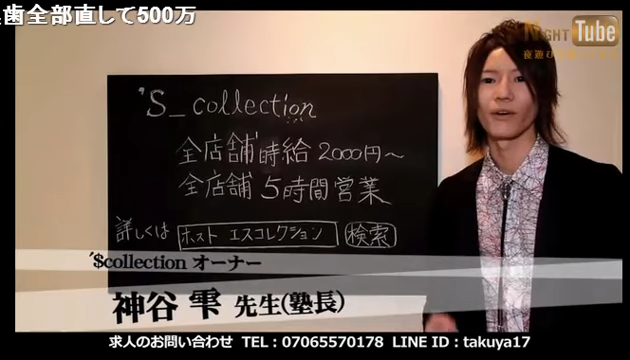 歯全部直して500万
NIGHT Tube
'S_collection
全店舗時給2000円~
全店舗5時間営業
詳しくは ホスト エスコレクション 検索
'$collection オーナー
神谷 雫 先生(塾長)
求人のお問い合わせ TEL：07065570178 LINE ID：takuya17